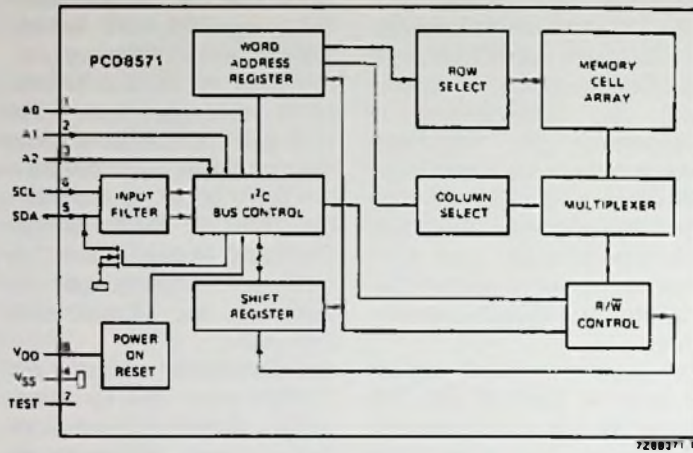 PCD8571
WORD
ADDRESS
REGISTER
ROW
SELECT
MEMORY
CELL
ARRAY
A0 1
A1 2
A2 3
SCL 6
SDA 5
INPUT
FILTER
I²C
BUS CONTROL
COLUMN
SELECT
MULTIPLEXER
SHIFT
REGISTER
R/W̅
CONTROL
VDD 8
VSS 4
TEST 7
POWER
ON
RESET